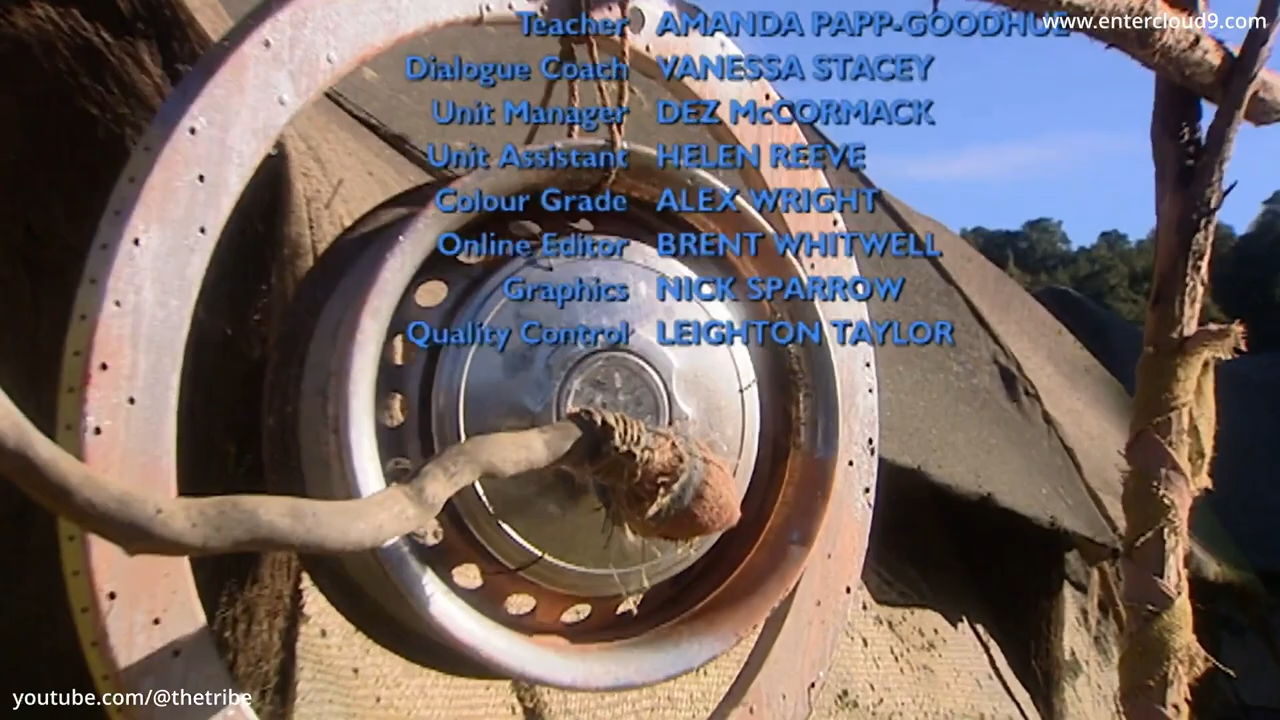 Teacher AMANDA PAPP-GOODHUE
www.entercloud9.com
Dialogue Coach VANESSA STACEY
Unit Manager DEZ McCORMACK
Unit Assistant HELEN REEVE
Colour Grade ALEX WRIGHT
Online Editor BRENT WHITWELL
Graphics NICK SPARROW
Quality Control LEIGHTON TAYLOR
youtube.com/@thetribe